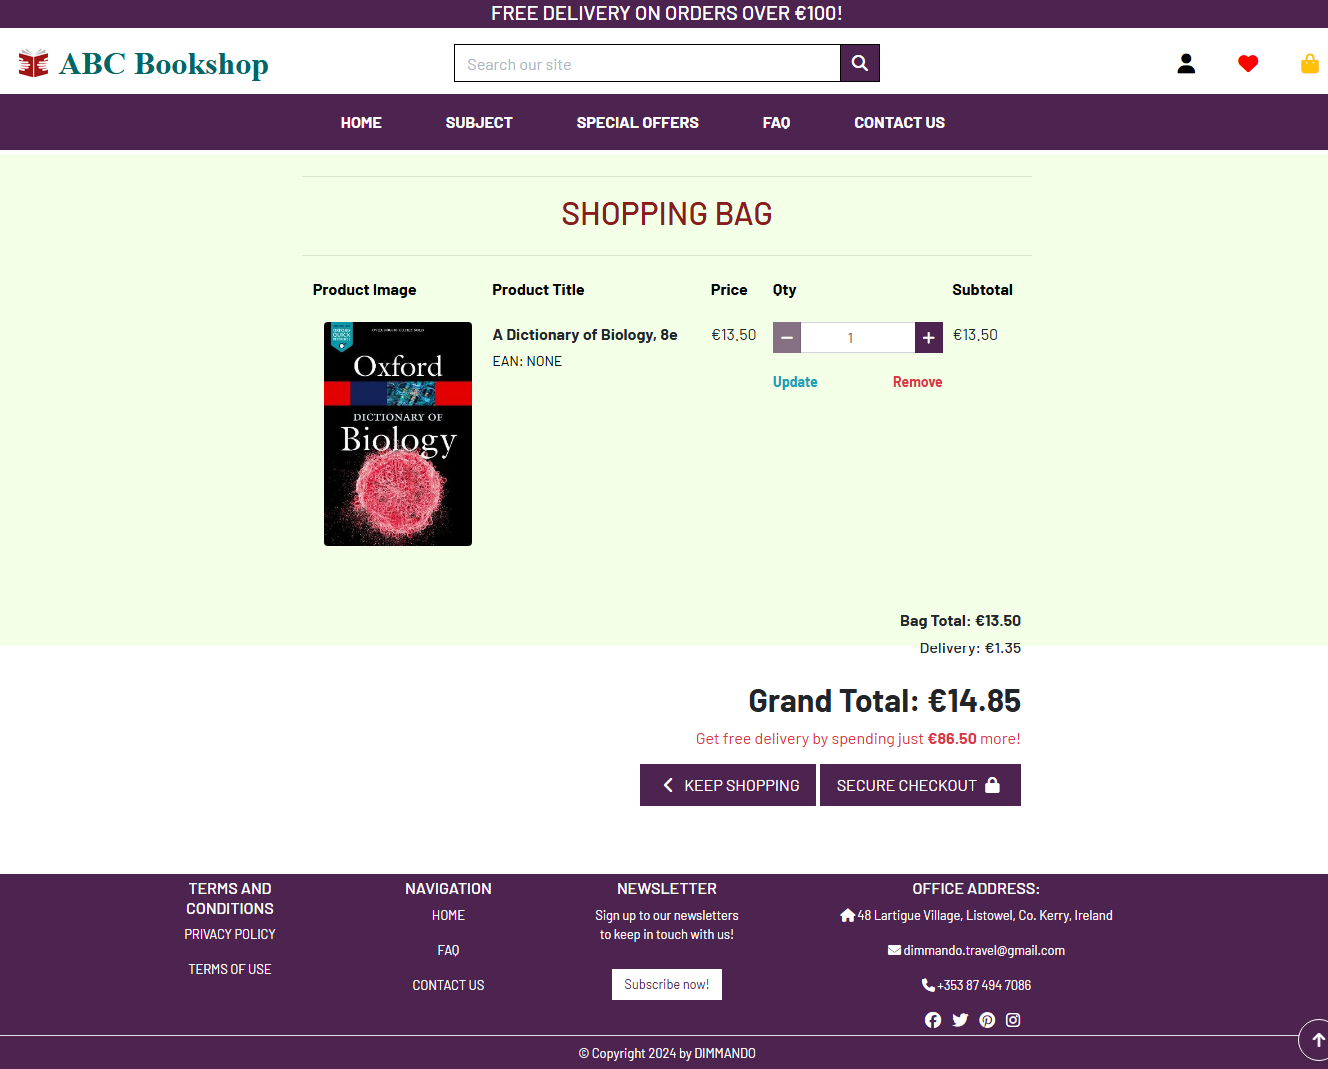 FREE DELIVERY ON ORDERS OVER €100!
ABC Bookshop
Search our site
HOME SUBJECT SPECIAL OFFERS FAQ CONTACT US
SHOPPING BAG
Product Image Product Title Price Qty Subtotal
A Dictionary of Biology, 8e €13.50 1 €13.50
EAN: NONE
Update Remove
OXFORD
QUICK
REFERENCE
Oxford
DICTIONARY OF
Biology
Bag Total: €13.50
Delivery: €1.35
Grand Total: €14.85
Get free delivery by spending just €86.50 more!
KEEP SHOPPING SECURE CHECKOUT
TERMS AND
CONDITIONS
PRIVACY POLICY
TERMS OF USE
NAVIGATION
HOME
FAQ
CONTACT US
NEWSLETTER
Sign up to our newsletters
to keep in touch with us!
Subscribe now!
OFFICE ADDRESS:
48 Lartigue Village, Listowel, Co. Kerry, Ireland
dimmando.travel@gmail.com
+353 87 494 7086
© Copyright 2024 by DIMMANDO